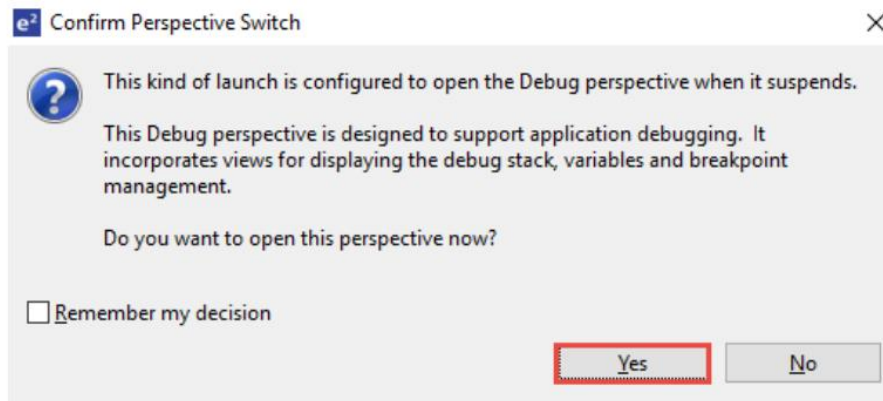 e² Confirm Perspective Switch
This kind of launch is configured to open the Debug perspective when it suspends.
This Debug perspective is designed to support application debugging. It
incorporates views for displaying the debug stack, variables and breakpoint
management.
Do you want to open this perspective now?
Remember my decision
Yes No